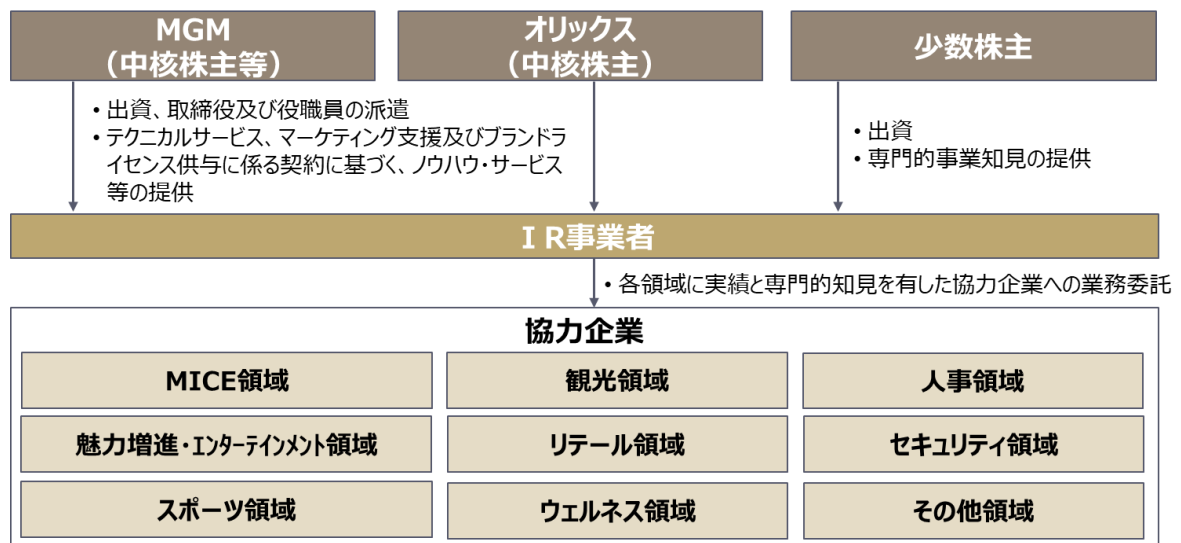 MGM
（中核株主等）
オリックス
（中核株主）
少数株主
• 出資、取締役及び役職員の派遣
• テクニカルサービス、マーケティング支援及びブランドラ
イセンス供与に係る契約に基づく、ノウハウ・サービス
等の提供
• 出資
• 専門的事業知見の提供
ＩR事業者
• 各領域に実績と専門的知見を有した協力企業への業務委託
協力企業
MICE領域
観光領域
人事領域
魅力増進・エンターテインメント領域
リテール領域
セキュリティ領域
スポーツ領域
ウェルネス領域
その他領域